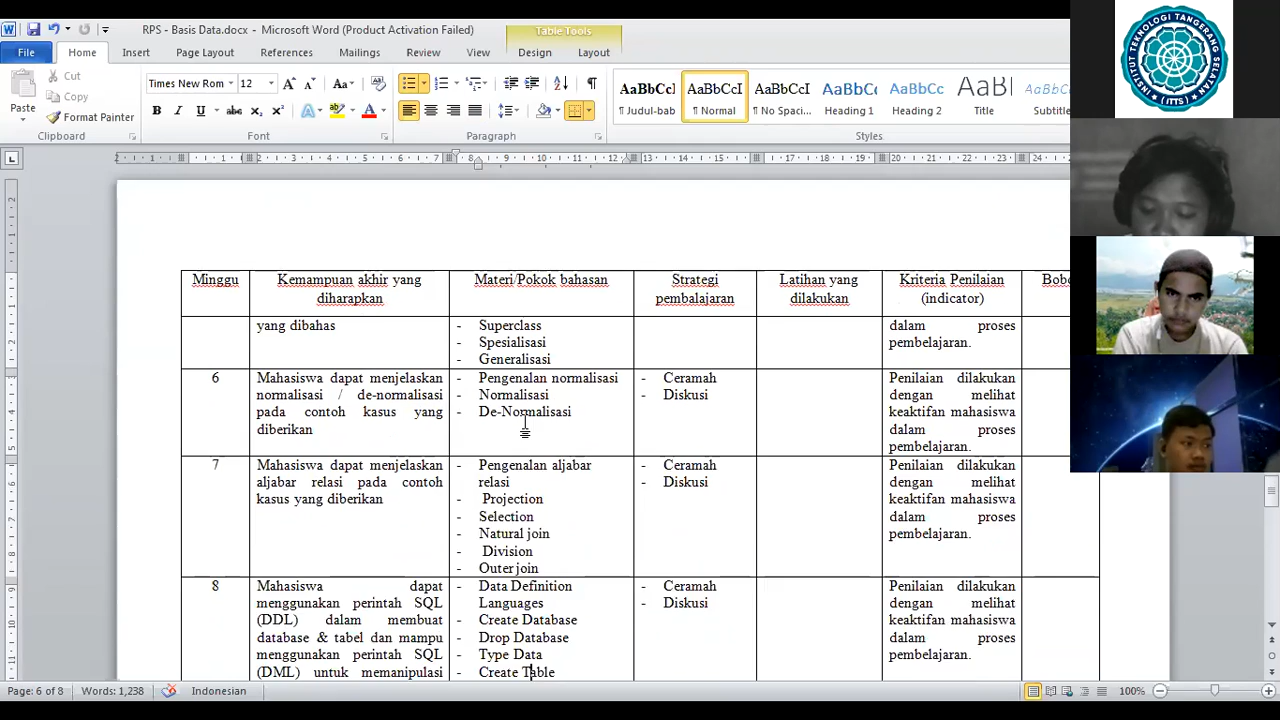 RPS - Basis Data.docx - Microsoft Word (Product Activation Failed)
Table Tools
File Home Insert Page Layout References Mailings Review View Design Layout
Cut
Copy
Format Painter
Paste
Clipboard
Times New Rom 12
Font
Paragraph
AaBbCcI AaBbCcI AaBbCcI AaBbC AaBbCc
¶ Judul-bab ¶ Normal ¶ No Spaci... Heading 1 Heading 2 Title
Styles
INSTITUT TEKNOLOGI TANGERANG SELATAN (ITTS)
Minggu
Kemampuan akhir yang
diharapkan
Materi/Pokok bahasan
Strategi
pembalajaran
Latihan yang
dilakukan
Kriteria Penilaian
(indicator)
yang dibahas
- Superclass
- Spesialisasi
- Generalisasi
dalam proses
pembelajaran.
6
Mahasiswa dapat menjelaskan
normalisasi / de-normalisasi
pada contoh kasus yang
diberikan
- Pengenalan normalisasi
- Normalisasi
- De-Normalisasi
- Ceramah
- Diskusi
Penilaian dilakukan
dengan melihat
keaktifan mahasiswa
dalam proses
pembelajaran.
7
Mahasiswa dapat menjelaskan
aljabar relasi pada contoh
kasus yang diberikan
- Pengenalan aljabar
relasi
- Projection
- Selection
- Natural join
- Division
- Outer join
- Ceramah
- Diskusi
Penilaian dilakukan
dengan melihat
keaktifan mahasiswa
dalam proses
pembelajaran.
8
Mahasiswa dapat
menggunakan perintah SQL
(DDL) dalam membuat
database & tabel dan mampu
menggunakan perintah SQL
(DML) untuk memanipulasi
- Data Definition
Languages
- Create Database
- Drop Database
- Type Data
- Create Table
- Ceramah
- Diskusi
Penilaian dilakukan
dengan melihat
keaktifan mahasiswa
dalam proses
pembelajaran.
Page: 6 of 8 Words: 1,238 Indonesian 100%